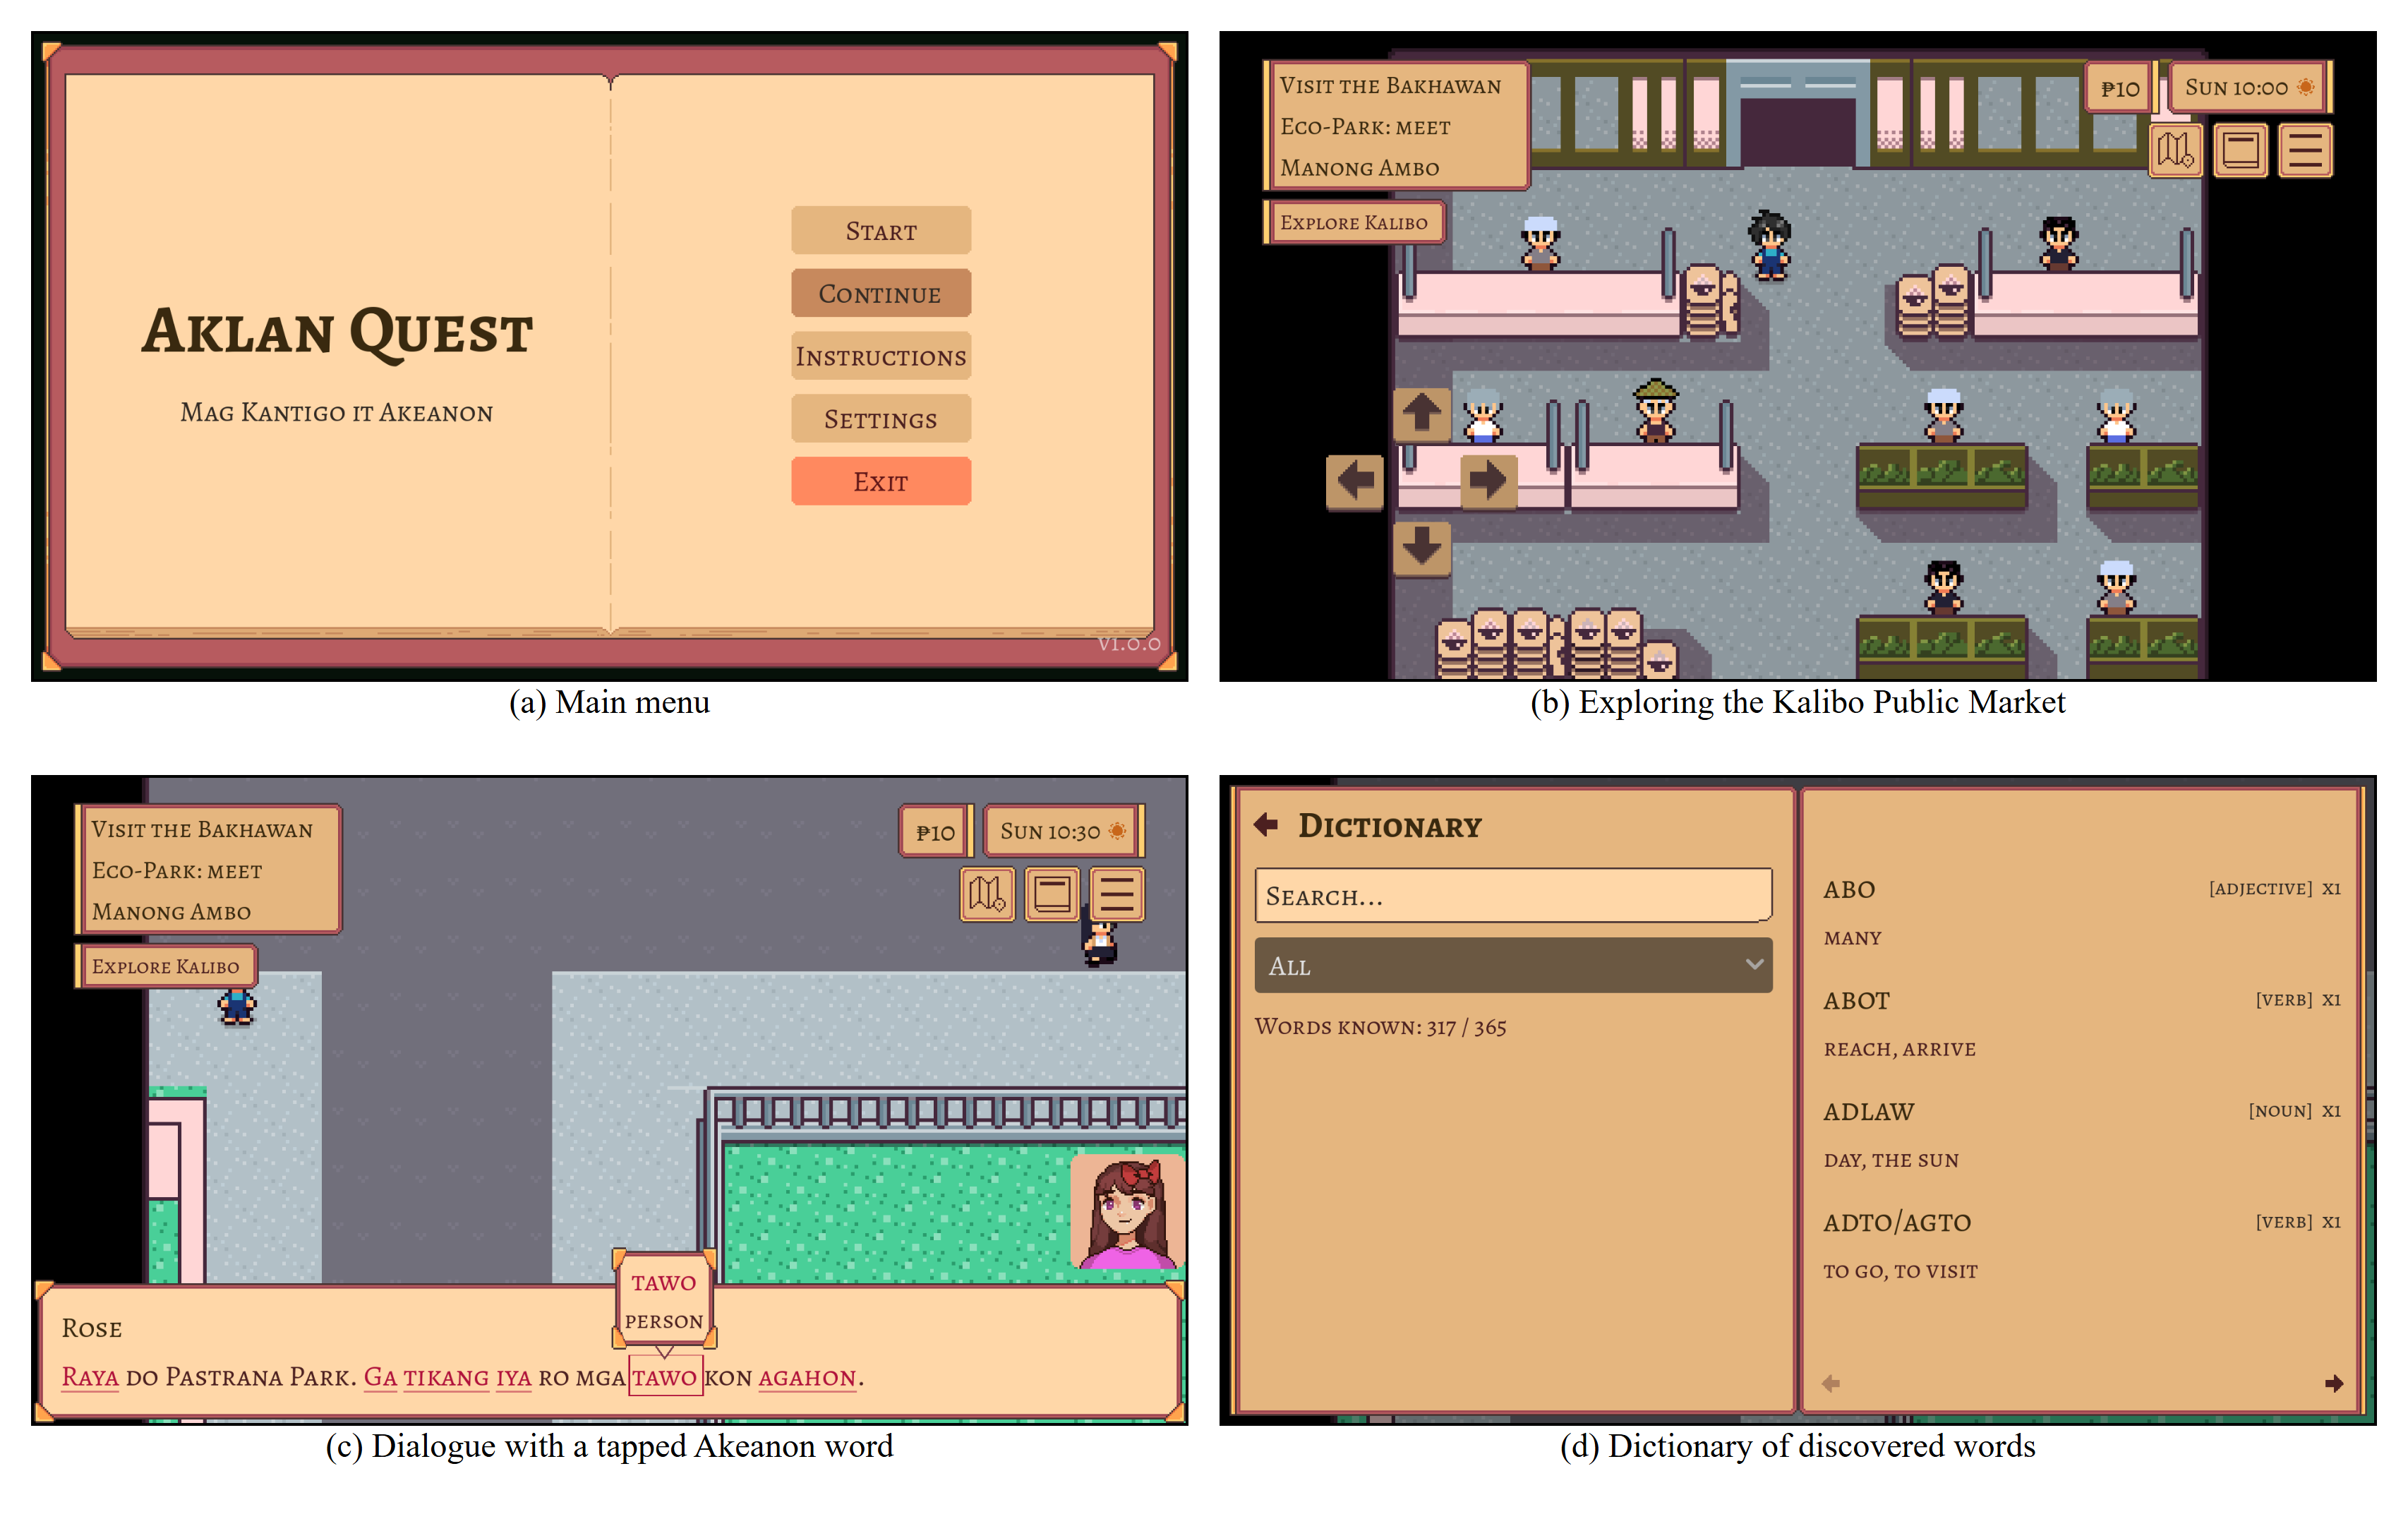 Aklan Quest
Mag Kantigo it Akeanon
Start
Continue
Instructions
Settings
Exit
v1.0.0
(a) Main menu
Visit the Bakhawan
Eco-Park: meet
Manong Ambo
Explore Kalibo
₱10
Sun 10:00
(b) Exploring the Kalibo Public Market
Visit the Bakhawan
Eco-Park: meet
Manong Ambo
Explore Kalibo
₱10
Sun 10:30
tawo
person
Rose
Raya do Pastrana Park. Ga tikang iya ro mga tawo kon agahon.
(c) Dialogue with a tapped Akeanon word
Dictionary
Search...
All
Words known: 317 / 365
abo [adjective] x1
many
abot [verb] x1
reach, arrive
adlaw [noun] x1
day, the sun
adto/agto [verb] x1
to go, to visit
(d) Dictionary of discovered words